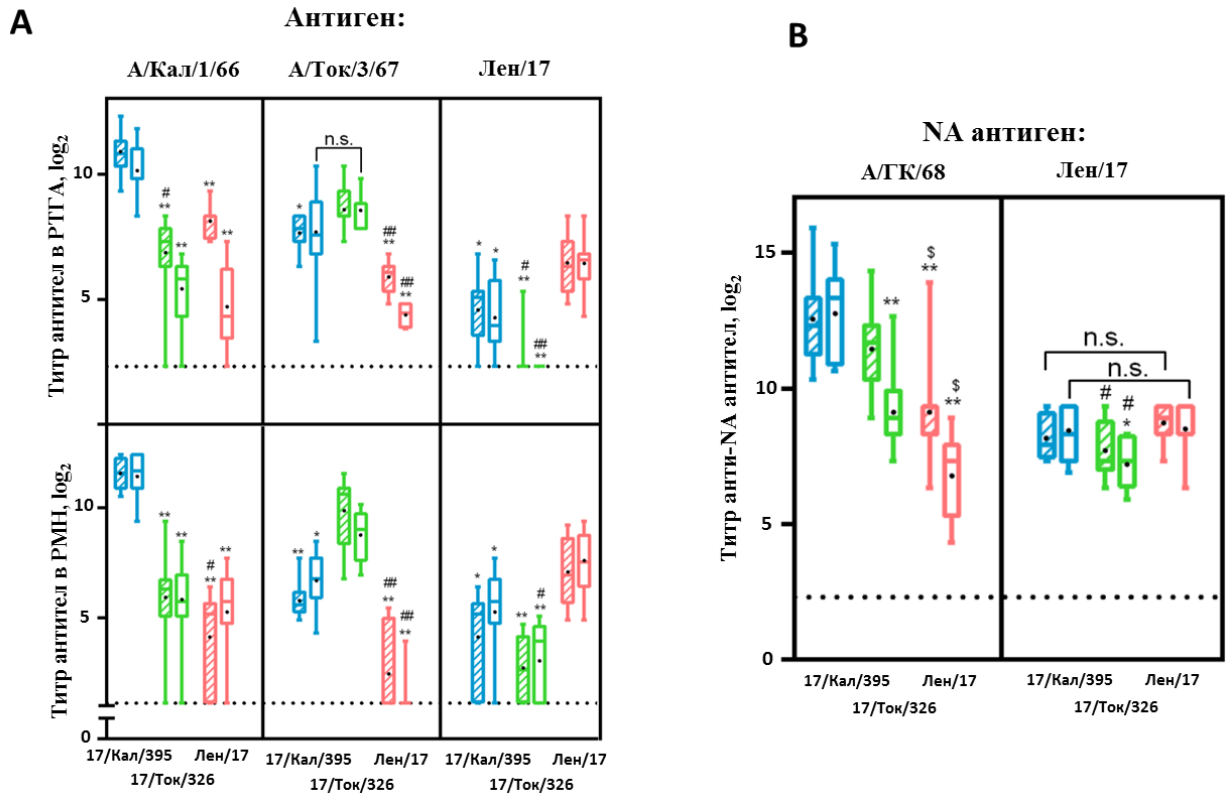 A
Антиген:
А/Кал/1/66
А/Ток/3/67
Лен/17
Титр антител в РТГА, log2
10
5
n.s.
*
**
#
**
**
**
*
##
**
##
**
*
*
#
**
##
**
Титр антител в РМН, log2
10
5
0
**
**
#
**
**
**
*
##
**
##
**
*
*
**
#
**
17/Кал/395
Лен/17
17/Ток/326
17/Кал/395
Лен/17
17/Ток/326
17/Кал/395
Лен/17
17/Ток/326
B
NA антиген:
А/ГК/68
Лен/17
Титр анти-NA антител, log2
15
10
5
0
**
$
**
$
**
n.s.
n.s.
#
#
*
17/Кал/395
Лен/17
17/Ток/326
17/Кал/395
Лен/17
17/Ток/326